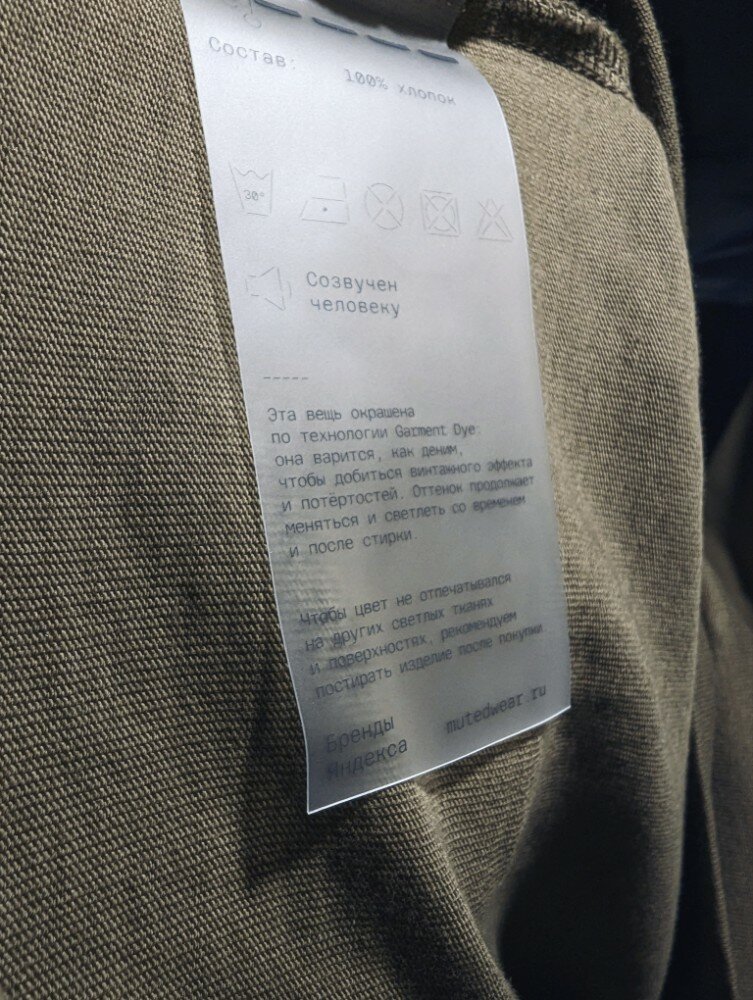 Состав: 100% хлопок
30°
Созвучен
человеку
-----
Эта вещь окрашена
по технологии Garment Dye:
она варится, как деним,
чтобы добиться винтажного эффекта
и потёртостей. Оттенок продолжает
меняться и светлеть со временем
и после стирки.
Чтобы цвет не отпечатывался
на других светлых тканях
и поверхностях, рекомендуем
постирать изделие после покупки
Бренды
Яндекса
mutedwear.ru